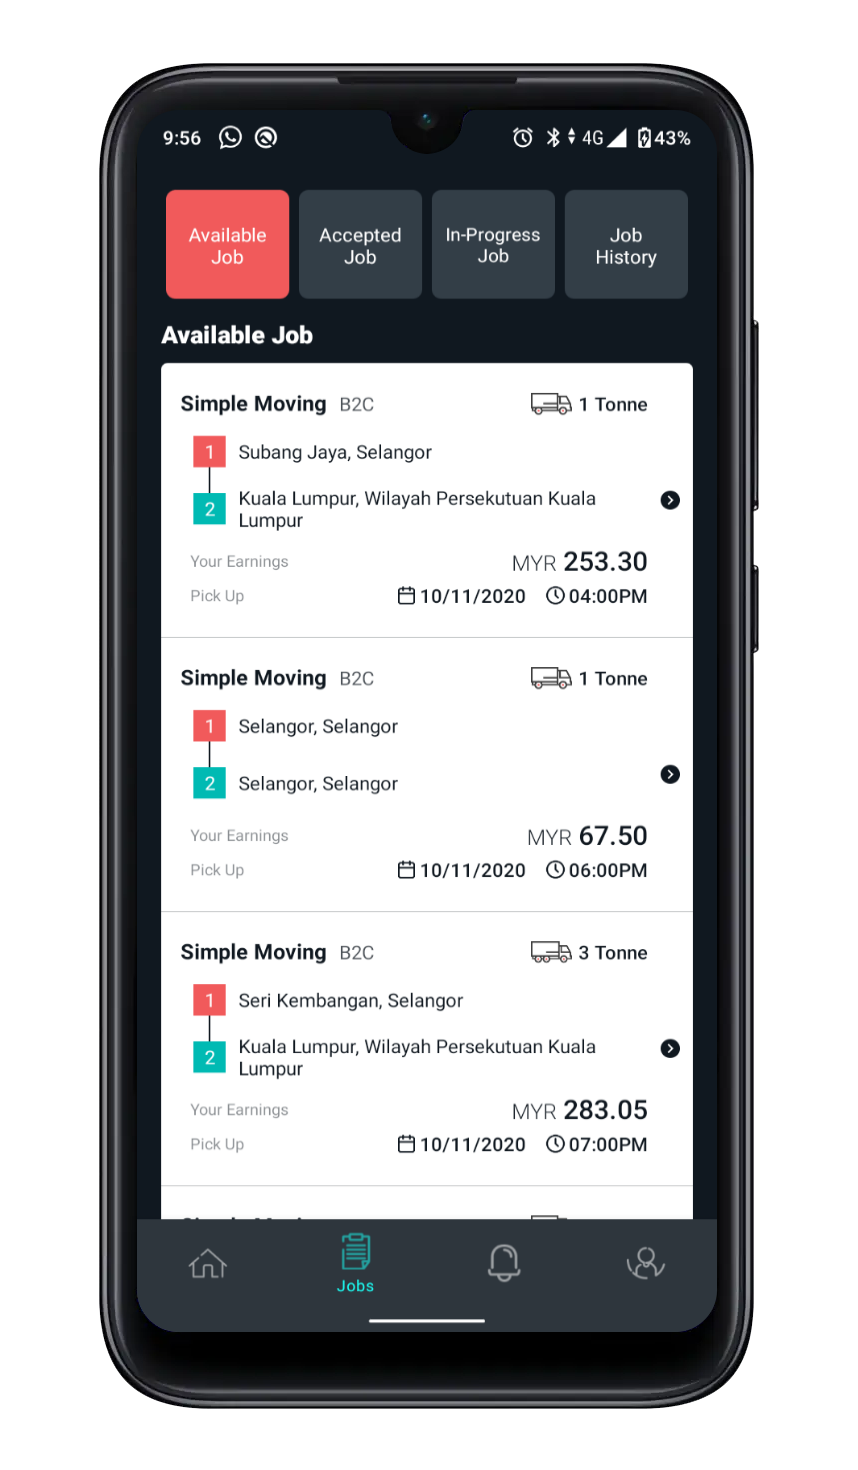 9:56 4G 43%
Available Job
Accepted Job
In-Progress Job
Job History
Available Job
Simple Moving B2C 1 Tonne
1 Subang Jaya, Selangor
2 Kuala Lumpur, Wilayah Persekutuan Kuala
Lumpur
Your Earnings MYR 253.30
Pick Up 10/11/2020 04:00PM
Simple Moving B2C 1 Tonne
1 Selangor, Selangor
2 Selangor, Selangor
Your Earnings MYR 67.50
Pick Up 10/11/2020 06:00PM
Simple Moving B2C 3 Tonne
1 Seri Kembangan, Selangor
2 Kuala Lumpur, Wilayah Persekutuan Kuala
Lumpur
Your Earnings MYR 283.05
Pick Up 10/11/2020 07:00PM
Jobs